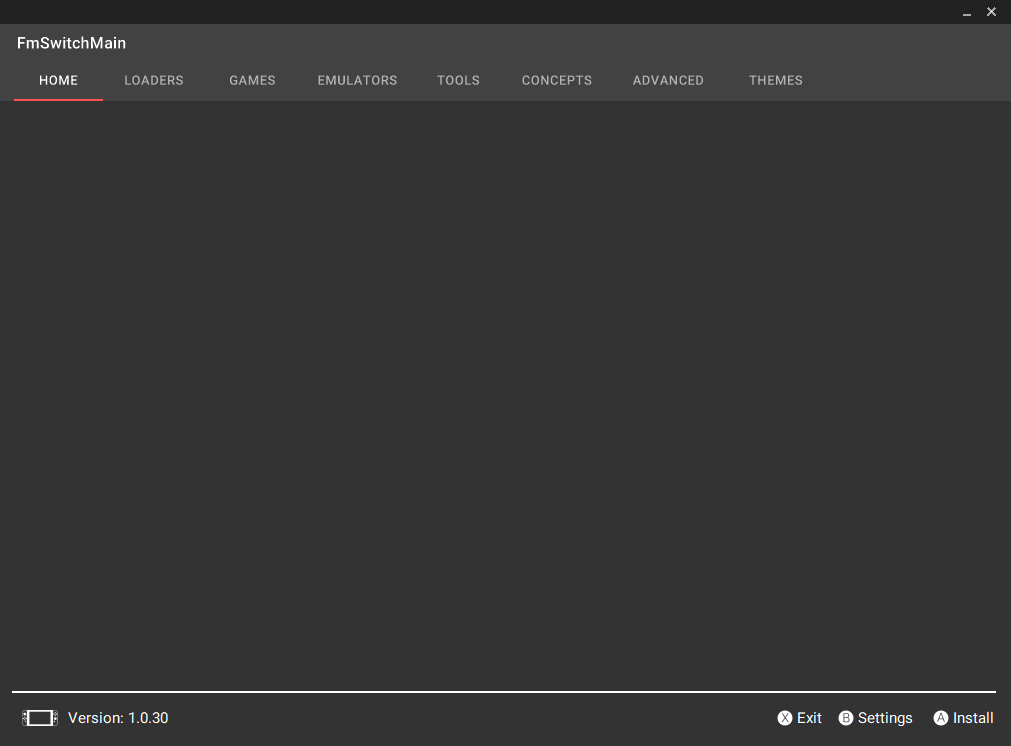 FmSwitchMain
HOME LOADERS GAMES EMULATORS TOOLS CONCEPTS ADVANCED THEMES
Version: 1.0.30 X Exit B Settings A Install